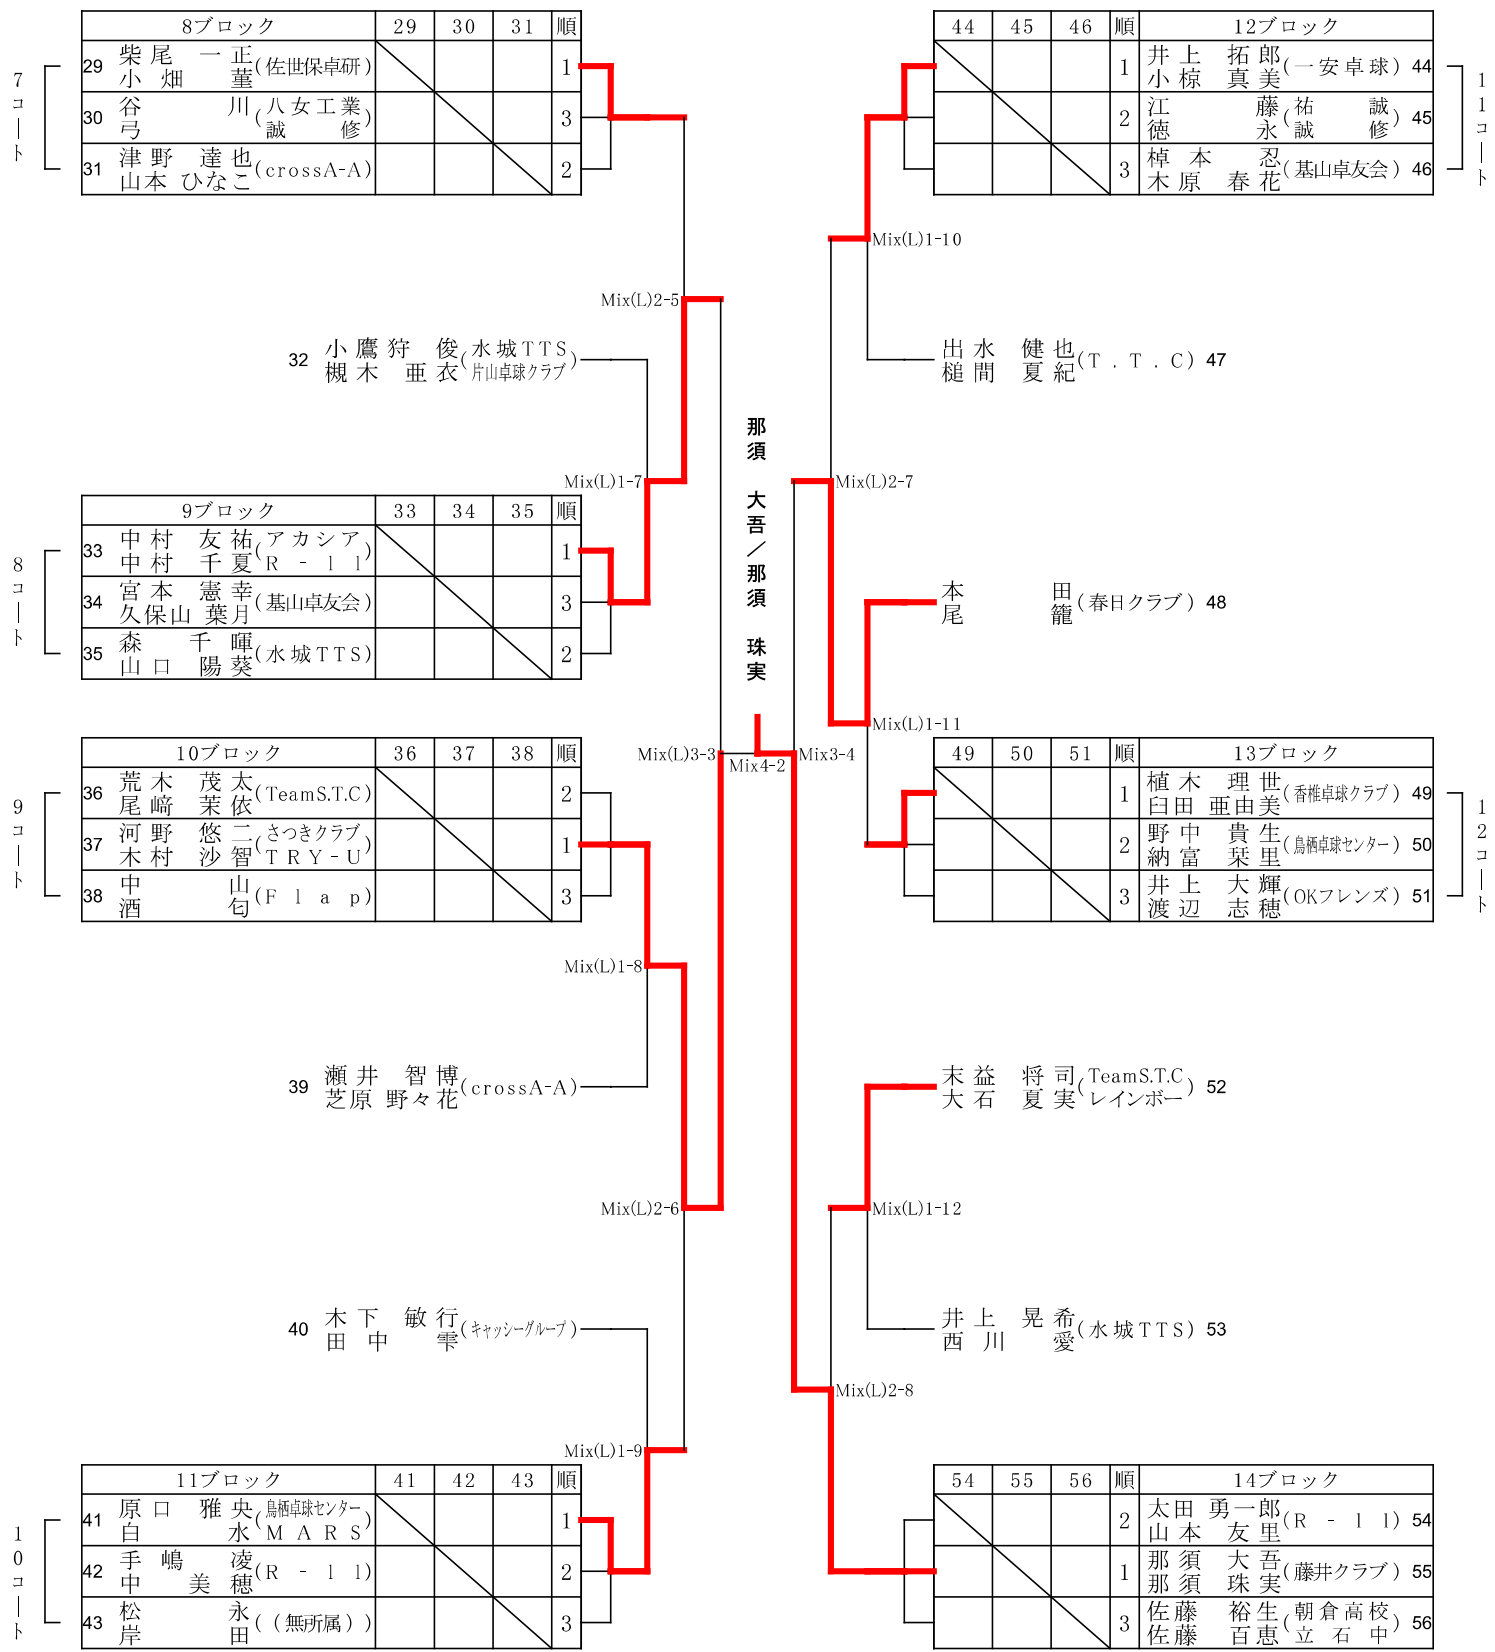 8ブロック 29 30 31 順
7コート
29 柴尾 一正 小畑 菫 (佐世保卓研) 1
30 谷川 弓 (八女工業 誠修) 3
31 津野 達也 山本 ひなこ (crossA-A) 2
Mix(L)2-5
32 小鷹狩 俊 槻木 亜衣 (水城TTS 片山卓球クラブ)
Mix(L)1-7
9ブロック 33 34 35 順
8コート
33 中村 友祐 中村 千夏 (アカシア R-ll) 1
34 宮本 憲幸 久保山 葉月 (基山卓友会) 3
35 森 千暉 山口 陽葵 (水城TTS) 2
10ブロック 36 37 38 順
9コート
36 荒木 茂太 尾﨑 茉依 (TeamS.T.C) 2
37 河野 悠二 木村 沙智 (さつきクラブ TRY-U) 1
38 中山 酒匂 (Flap) 3
Mix(L)1-8
39 瀬井 智博 芝原 野々花 (crossA-A)
Mix(L)2-6
40 木下 敏行 田中 雫 (キャッシーグループ)
Mix(L)1-9
11ブロック 41 42 43 順
10コート
41 原口 雅央 白水 (鳥栖卓球センター MARS) 1
42 手嶋 凌 中 美穂 (R-ll) 2
43 松永 岸田 ((無所属)) 3
Mix(L)3-3
那須 大吾／那須 珠実
Mix4-2
Mix3-4
44 45 46 順 12ブロック
11コート
1 井上 拓郎 小椋 真美 (一安卓球) 44
2 江藤 徳永 (祐誠 誠修) 45
3 棹本 忍 木原 春花 (基山卓友会) 46
Mix(L)1-10
出水 健也 槌間 夏紀 (T.T.C) 47
Mix(L)2-7
本田 尾籠 (春日クラブ) 48
Mix(L)1-11
49 50 51 順 13ブロック
12コート
1 植木 理世 臼田 亜由美 (香椎卓球クラブ) 49
2 野中 貴生 納富 栞里 (鳥栖卓球センター) 50
3 井上 大輝 渡辺 志穂 (OKフレンズ) 51
末益 将司 大石 夏実 (TeamS.T.C レインボー) 52
Mix(L)1-12
井上 晃希 西川 愛 (水城TTS) 53
Mix(L)2-8
54 55 56 順 14ブロック
2 太田 勇一郎 山本 友里 (R-ll) 54
1 那須 大吾 那須 珠実 (藤井クラブ) 55
3 佐藤 裕生 佐藤 百恵 (朝倉高校 立石中) 56